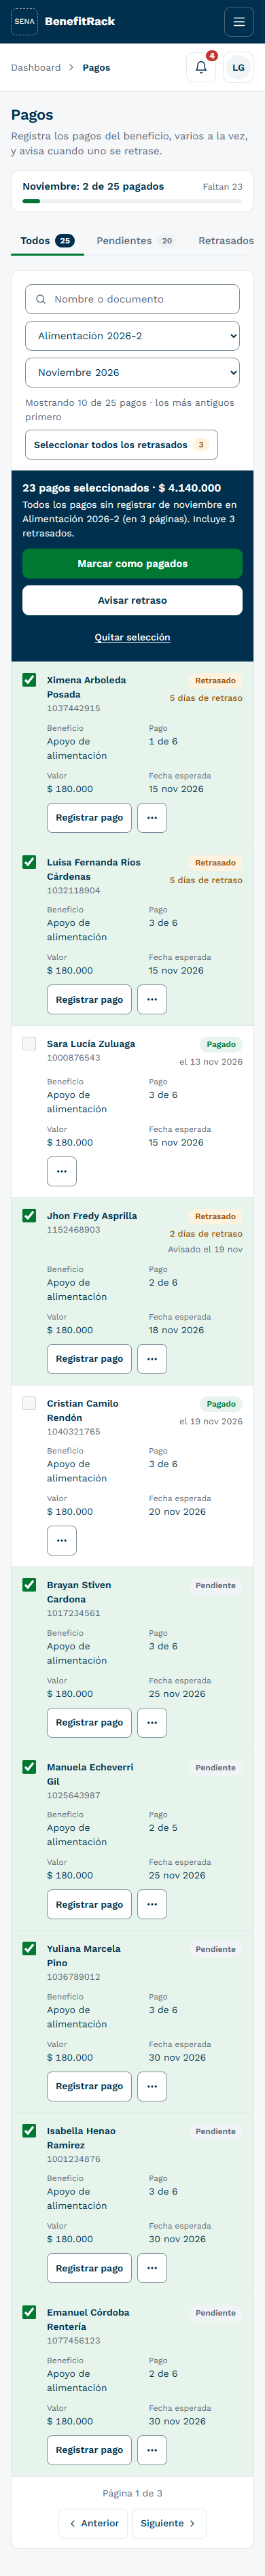 SENA BenefitRack
Dashboard > Pagos 4 LG
Pagos
Registra los pagos del beneficio, varios a la vez,
y avisa cuando uno se retrase.
Noviembre: 2 de 25 pagados Faltan 23
Todos 25 Pendientes 20 Retrasados
Nombre o documento
Alimentación 2026-2
Noviembre 2026
Mostrando 10 de 25 pagos · los más antiguos
primero
Seleccionar todos los retrasados 3
23 pagos seleccionados · $ 4.140.000
Todos los pagos sin registrar de noviembre en
Alimentación 2026-2 (en 3 páginas). Incluye 3
retrasados.
Marcar como pagados
Avisar retraso
Quitar selección
Ximena Arboleda Retrasado
Posada 5 días de retraso
1037442915
Beneficio Pago
Apoyo de 1 de 6
alimentación
Valor Fecha esperada
$ 180.000 15 nov 2026
Registrar pago ...
Luisa Fernanda Ríos Retrasado
Cárdenas 5 días de retraso
1032118904
Beneficio Pago
Apoyo de 3 de 6
alimentación
Valor Fecha esperada
$ 180.000 15 nov 2026
Registrar pago ...
Sara Lucía Zuluaga Pagado
1000876543 el 13 nov 2026
Beneficio Pago
Apoyo de 3 de 6
alimentación
Valor Fecha esperada
$ 180.000 15 nov 2026
...
Jhon Fredy Asprilla Retrasado
1152468903 2 días de retraso
Avisado el 19 nov
Beneficio Pago
Apoyo de 2 de 6
alimentación
Valor Fecha esperada
$ 180.000 18 nov 2026
Registrar pago ...
Cristian Camilo Pagado
Rendón el 19 nov 2026
1040321765
Beneficio Pago
Apoyo de 3 de 6
alimentación
Valor Fecha esperada
$ 180.000 20 nov 2026
...
Brayan Stiven Pendiente
Cardona
1017234561
Beneficio Pago
Apoyo de 3 de 6
alimentación
Valor Fecha esperada
$ 180.000 25 nov 2026
Registrar pago ...
Manuela Echeverri Pendiente
Gil
1025643987
Beneficio Pago
Apoyo de 2 de 5
alimentación
Valor Fecha esperada
$ 180.000 25 nov 2026
Registrar pago ...
Yuliana Marcela Pendiente
Pino
1036789012
Beneficio Pago
Apoyo de 3 de 6
alimentación
Valor Fecha esperada
$ 180.000 30 nov 2026
Registrar pago ...
Isabella Henao Pendiente
Ramírez
1001234876
Beneficio Pago
Apoyo de 3 de 6
alimentación
Valor Fecha esperada
$ 180.000 30 nov 2026
Registrar pago ...
Emanuel Córdoba Pendiente
Rentería
1077456123
Beneficio Pago
Apoyo de 2 de 6
alimentación
Valor Fecha esperada
$ 180.000 30 nov 2026
Registrar pago ...
Página 1 de 3
< Anterior Siguiente >